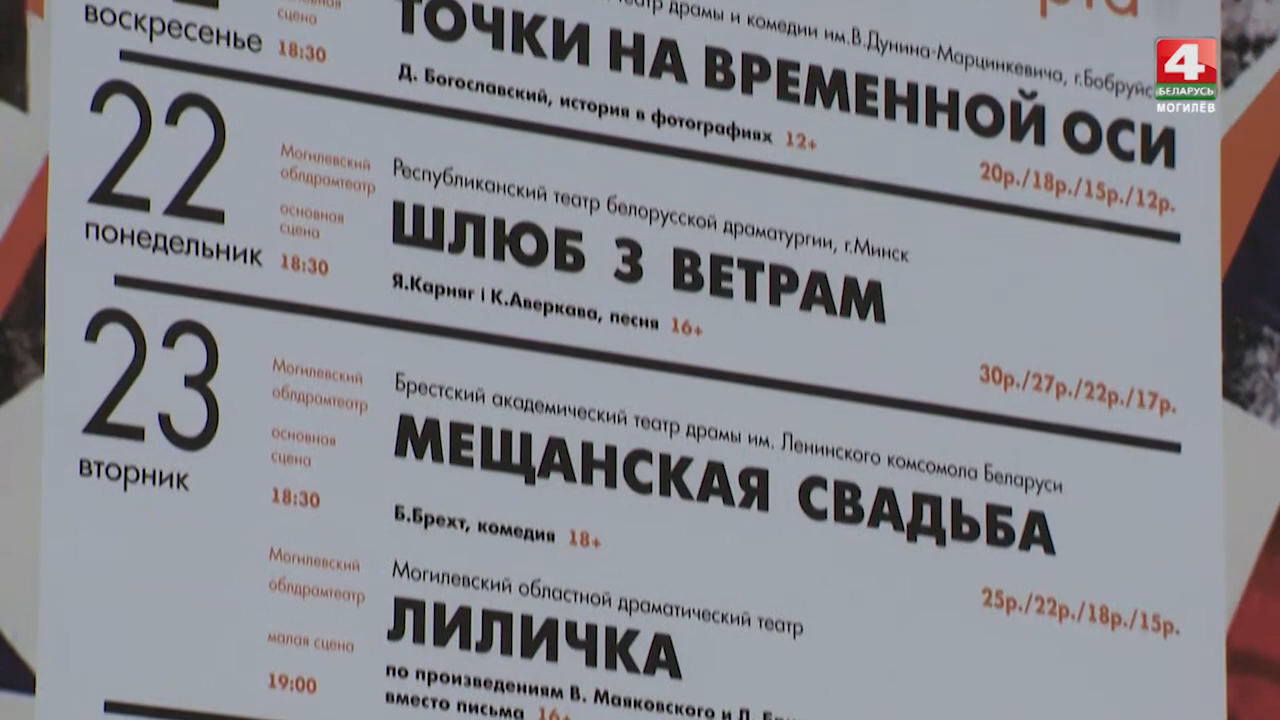 воскресенье
сцена
18:30
театр драмы и комедии им.В.Дунина-Марцинкевича,
ТОЧКИ НА ВРЕМЕННОЙ ОСИ
Д. Богославский, история в фотографиях 12+
20р./18р./15р./12р.
22
понедельник
Могилевский
облдрамтеатр
основная
сцена
18:30
Республиканский театр белорусской драматургии, г.Минск
ШЛЮБ З ВЕТРАМ
Я.Карняг і К.Аверкава, песня 16+
30р./27р./22р./17р.
23
вторник
Могилевский
облдрамтеатр
основная
сцена
18:30
Брестский академический театр драмы им. Ленинского комсомола Беларуси
МЕЩАНСКАЯ СВАДЬБА
Б.Брехт, комедия 18+
25р./22р./18р./15р.
Могилевский
облдрамтеатр
малая сцена
19:00
Могилевский областной драматический театр
ЛИЛИЧКА
по произведениям В. Маяковского и Л.
вместо письма 16+
4
БЕЛАРУСЬ
МОГИЛЁВ